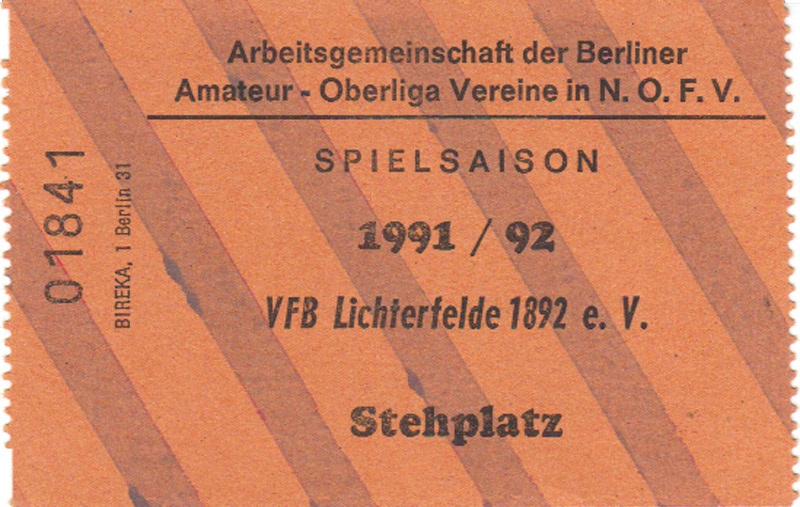 Arbeitsgemeinschaft der Berliner
Amateur - Oberliga Vereine in N. O. F. V.
SPIELSAISON
1991 / 92
VFB Lichterfelde 1892 e. V.
Stehplatz
01841
BIREKA, 1 Berlin 31